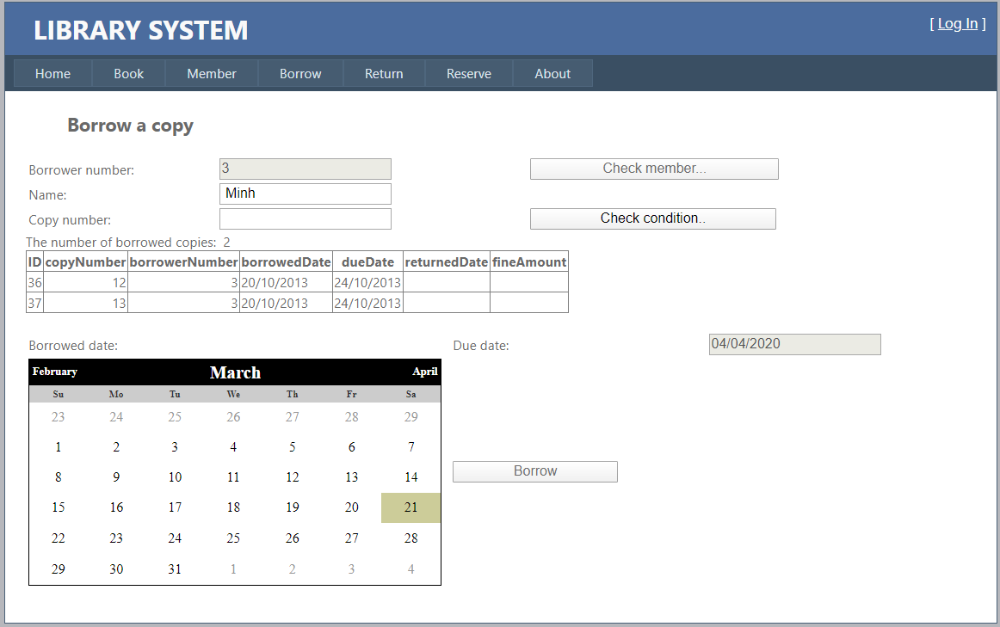 LIBRARY SYSTEM
[ Log In ]
Home Book Member Borrow Return Reserve About
Borrow a copy
Borrower number: 3 Check member...
Name: Minh
Copy number: Check condition..
The number of borrowed copies: 2
ID copyNumber borrowerNumber borrowedDate dueDate returnedDate fineAmount
36 12 3 20/10/2013 24/10/2013
37 13 3 20/10/2013 24/10/2013
Borrowed date: Due date: 04/04/2020
February March April
Su Mo Tu We Th Fr Sa
23 24 25 26 27 28 29
1 2 3 4 5 6 7
8 9 10 11 12 13 14
Borrow
15 16 17 18 19 20 21
22 23 24 25 26 27 28
29 30 31 1 2 3 4